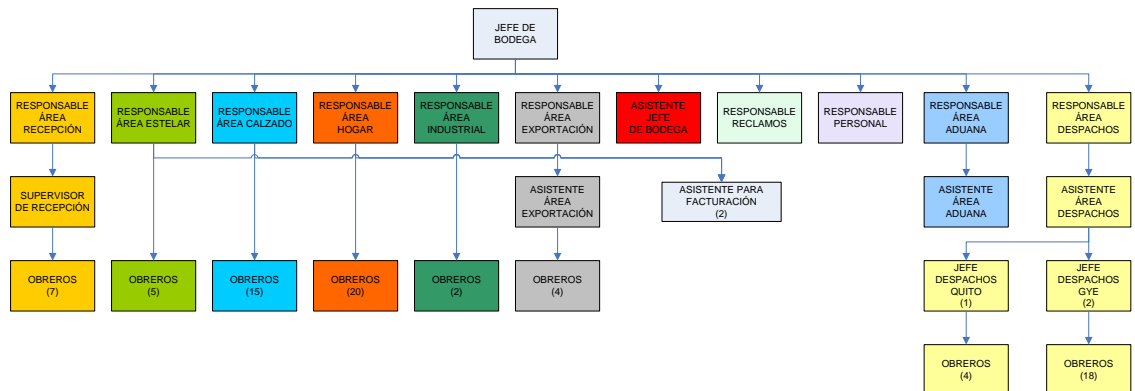 JEFE DE
BODEGA
RESPONSABLE
ÁREA
RECEPCIÓN
RESPONSABLE
ÁREA ESTELAR
RESPONSABLE
ÁREA CALZADO
RESPONSABLE
ÁREA
HOGAR
RESPONSABLE
ÁREA
INDUSTRIAL
RESPONSABLE
ÁREA
EXPORTACIÓN
ASISTENTE
JEFE
DE BODEGA
RESPONSABLE
RECLAMOS
RESPONSABLE
PERSONAL
RESPONSABLE
ÁREA
ADUANA
RESPONSABLE
ÁREA
DESPACHOS
SUPERVISOR
DE RECEPCIÓN
ASISTENTE
ÁREA
EXPORTACIÓN
ASISTENTE PARA
FACTURACIÓN
(2)
ASISTENTE
ÁREA
ADUANA
ASISTENTE
ÁREA
DESPACHOS
OBREROS
(7)
OBREROS
(5)
OBREROS
(15)
OBREROS
(20)
OBREROS
(2)
OBREROS
(4)
JEFE
DESPACHOS
QUITO
(1)
JEFE
DESPACHOS
GYE
(2)
OBREROS
(4)
OBREROS
(18)